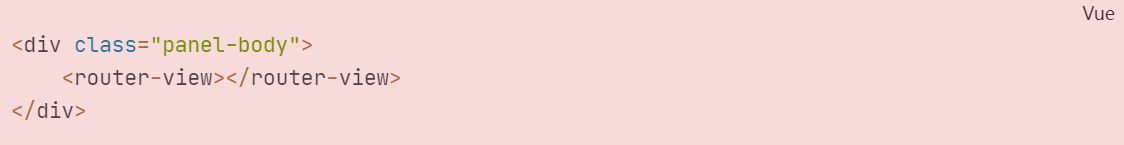 Vue
<div class="panel-body">
    <router-view></router-view>
</div>